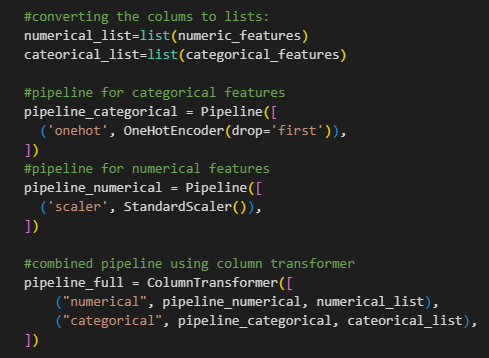 #converting the colums to lists:
numerical_list=list(numeric_features)
cateorical_list=list(categorical_features)
#pipeline for categorical features
pipeline_categorical = Pipeline([
('onehot', OneHotEncoder(drop='first')),
])
#pipeline for numerical features
pipeline_numerical = Pipeline([
('scaler', StandardScaler()),
])
#combined pipeline using column transformer
pipeline_full = ColumnTransformer([
("numerical", pipeline_numerical, numerical_list),
("categorical", pipeline_categorical, cateorical_list),
])